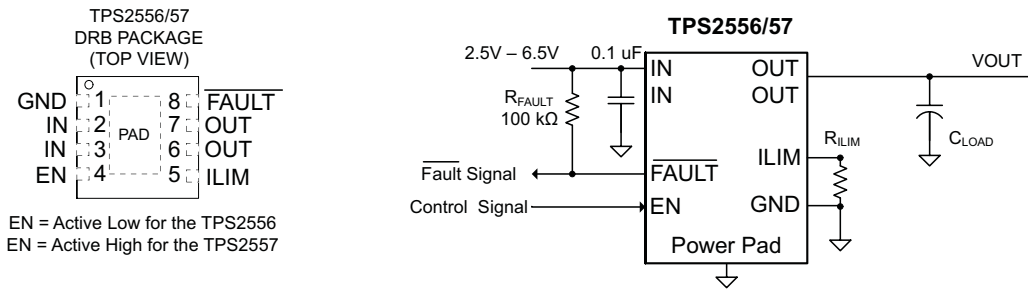 TPS2556/57
DRB PACKAGE
(TOP VIEW)
GND 1 8 FAULT
IN 2 PAD 7 OUT
IN 3 6 OUT
EN 4 5 ILIM
EN = Active Low for the TPS2556
EN = Active High for the TPS2557
TPS2556/57
2.5V – 6.5V 0.1 uF
IN OUT
IN OUT
VOUT
RFAULT
100 kΩ
RILIM
CLOAD
ILIM
Fault Signal
FAULT
Control Signal
EN
GND
Power Pad